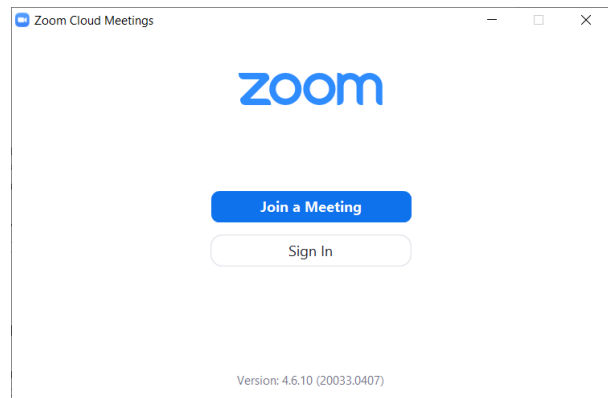 Zoom Cloud Meetings
zoom
Join a Meeting
Sign In
Version: 4.6.10 (20033.0407)